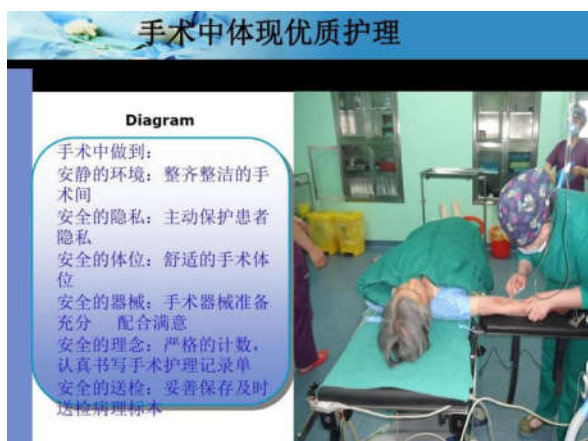 手术中体现优质护理
Diagram
手术中做到：
安静的环境：整齐整洁的手
术间
安全的隐私：主动保护患者
隐私
安全的体位：舒适的手术体
位
安全的器械：手术器械准备
充分　配合满意
安全的理念：严格的计数，
认真书写手术护理记录单
安全的送检：妥善保存及时
送检病理标本